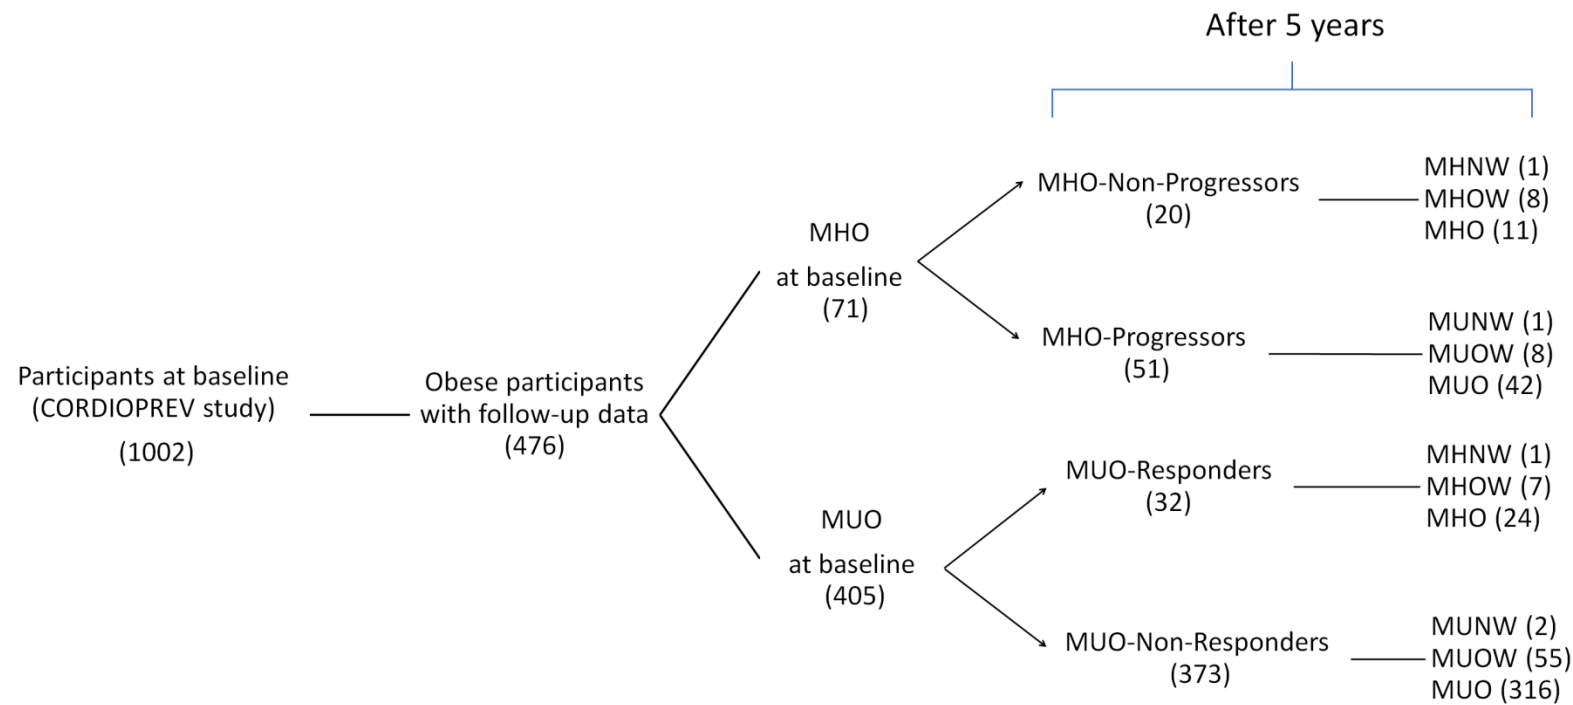 After 5 years
Participants at baseline
(CORDIOPREV study)
(1002)
Obese participants
with follow-up data
(476)
MHO
at baseline
(71)
MUO
at baseline
(405)
MHO-Non-Progressors
(20)
MHNW (1)
MHOW (8)
MHO (11)
MHO-Progressors
(51)
MUNW (1)
MUOW (8)
MUO (42)
MUO-Responders
(32)
MHNW (1)
MHOW (7)
MHO (24)
MUO-Non-Responders
(373)
MUNW (2)
MUOW (55)
MUO (316)